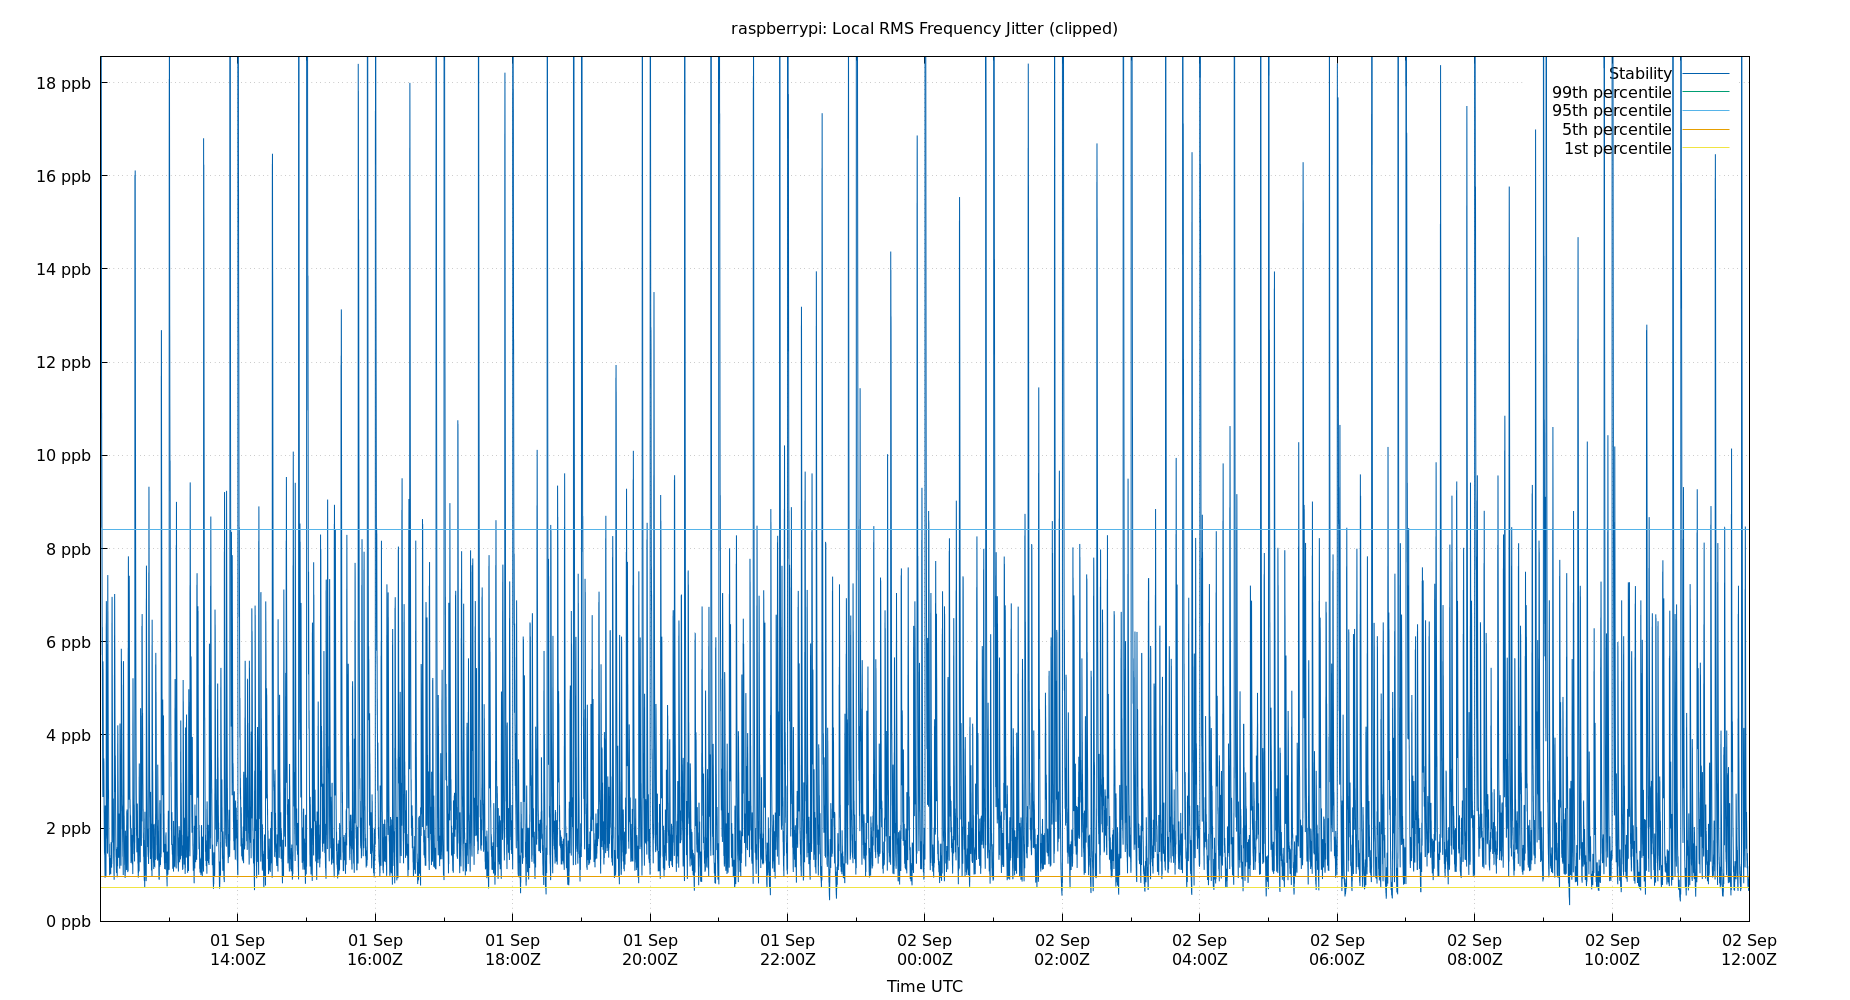 raspberrypi: Local RMS Frequency Jitter (clipped)
18 ppb
16 ppb
14 ppb
12 ppb
10 ppb
8 ppb
6 ppb
4 ppb
2 ppb
0 ppb
Stability
99th percentile
95th percentile
5th percentile
1st percentile
01 Sep 01 Sep 01 Sep 01 Sep 01 Sep 02 Sep 02 Sep 02 Sep 02 Sep 02 Sep 02 Sep 02 Sep
14:00Z 16:00Z 18:00Z 20:00Z 22:00Z 00:00Z 02:00Z 04:00Z 06:00Z 08:00Z 10:00Z 12:00Z
Time UTC